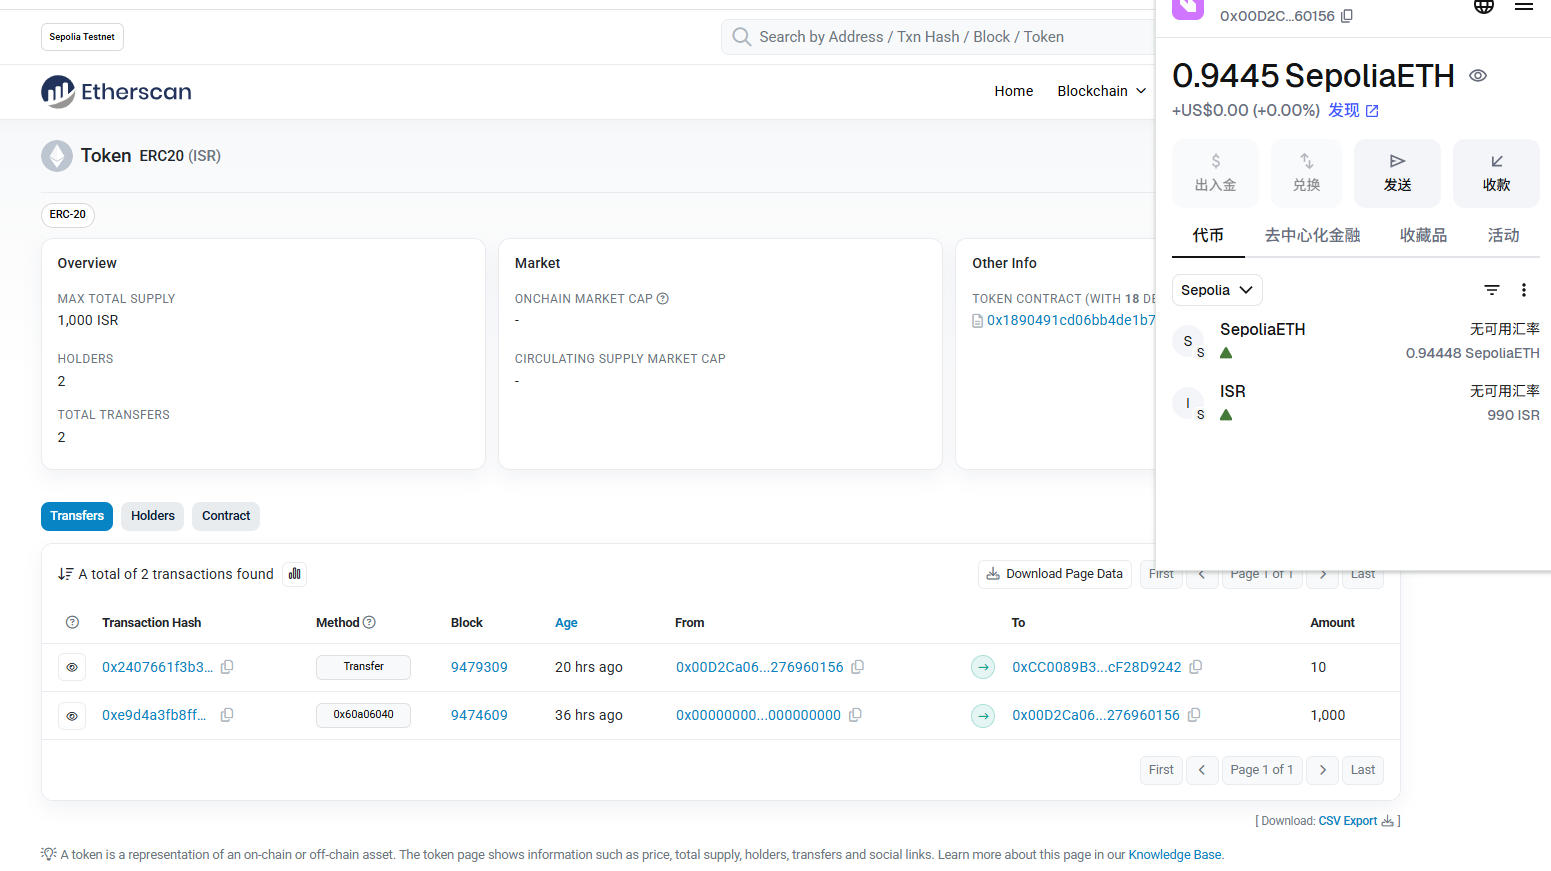 Sepolia Testnet
Search by Address / Txn Hash / Block / Token
Etherscan
Home
Blockchain
Token ERC20 (ISR)
ERC-20
Overview
MAX TOTAL SUPPLY
1,000 ISR
HOLDERS
2
TOTAL TRANSFERS
2
Market
ONCHAIN MARKET CAP
-
CIRCULATING SUPPLY MARKET CAP
-
Other Info
TOKEN CONTRACT (WITH 18 DE
0x1890491cd06bb4de1b7
0x00D2C...60156
0.9445 SepoliaETH
+US$0.00 (+0.00%) 发现
出入金
兑换
发送
收款
代币
去中心化金融
收藏品
活动
Sepolia
S
S
SepoliaETH
无可用汇率
0.94448 SepoliaETH
I
S
ISR
无可用汇率
990 ISR
Transfers
Holders
Contract
A total of 2 transactions found
Download Page Data
First
Page 1 of 1
Last
Transaction Hash Method Block Age From To Amount
0x2407661f3b3... Transfer 9479309 20 hrs ago 0x00D2Ca06...276960156 0xCC0089B3...cF28D9242 10
0xe9d4a3fb8ff... 0x60a06040 9474609 36 hrs ago 0x00000000...000000000 0x00D2Ca06...276960156 1,000
First
Page 1 of 1
Last
[ Download: CSV Export ]
A token is a representation of an on-chain or off-chain asset. The token page shows information such as price, total supply, holders, transfers and social links. Learn more about this page in our Knowledge Base.